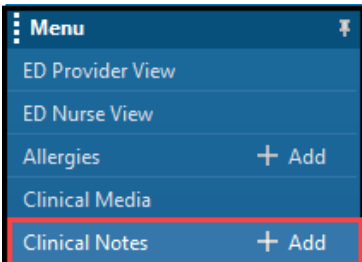 Menu
ED Provider View
ED Nurse View
Allergies + Add
Clinical Media
Clinical Notes + Add